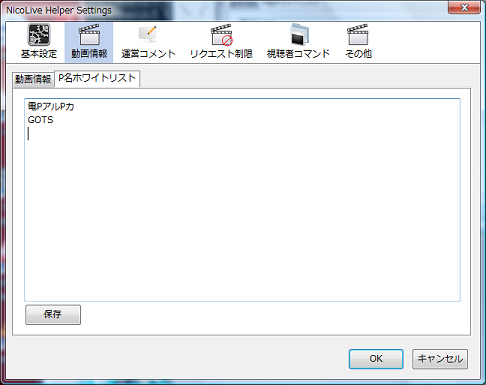 NicoLive Helper Settings
基本設定 動画情報 運営コメント リクエスト制限 視聴者コマンド その他
動画情報 P名ホワイトリスト
電PアルPカ
GOTS
保存
OK キャンセル